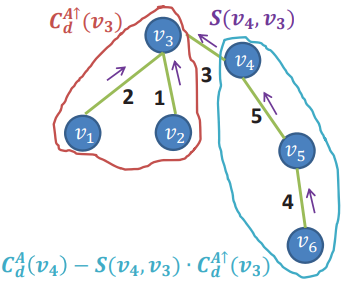 C_d^{A↑}(v_3)
S(v_4, v_3)
v_3
v_4
3
2
1
5
v_1
v_2
v_5
4
v_6
C_d^A(v_4) − S(v_4, v_3) · C_d^{A↑}(v_3)